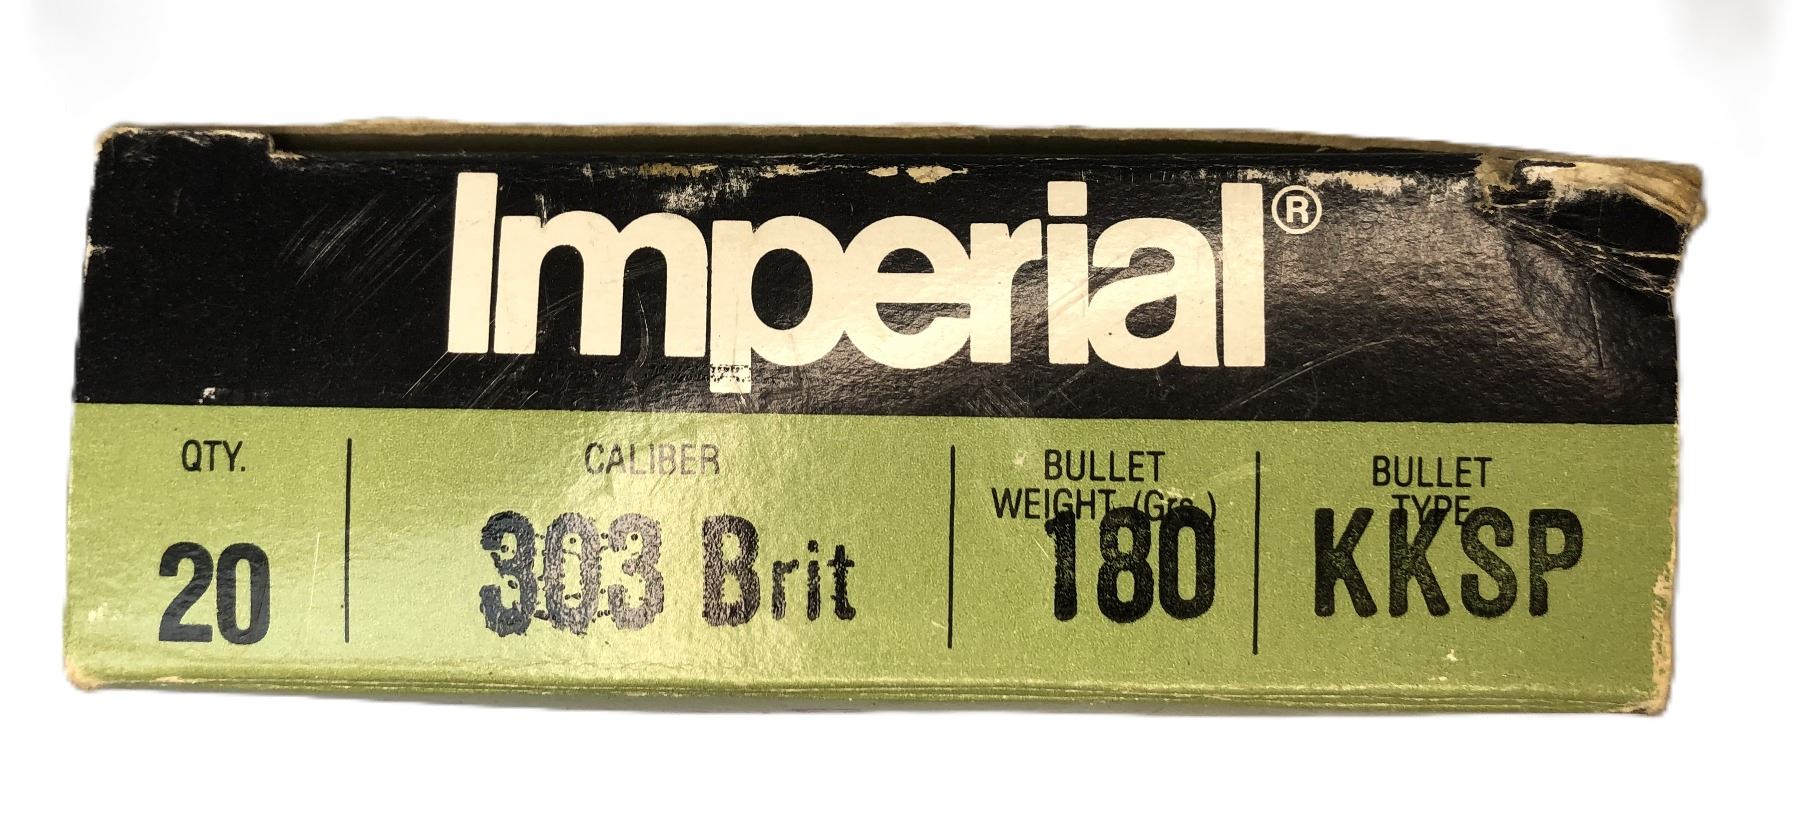 Imperial®
QTY. CALIBER BULLET WEIGHT (Grs.) BULLET TYPE
20 303 Brit 180 KKSP